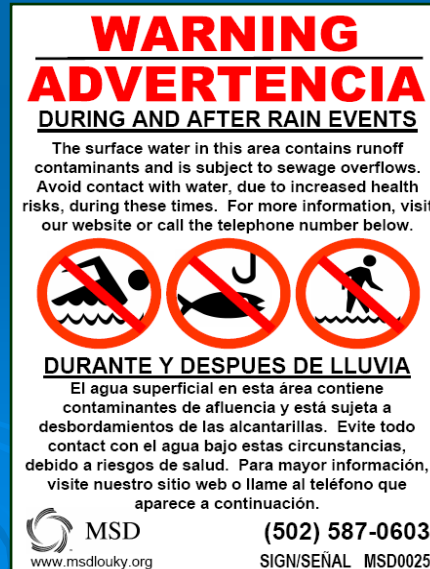 WARNING
ADVERTENCIA
DURING AND AFTER RAIN EVENTS
The surface water in this area contains runoff
contaminants and is subject to sewage overflows.
Avoid contact with water, due to increased health
risks, during these times.  For more information, visit
our website or call the telephone number below.
DURANTE Y DESPUES DE LLUVIA
El agua superficial en esta área contiene
contaminantes de afluencia y está sujeta a
desbordamientos de las alcantarillas.  Evite todo
contact con el agua bajo estas circunstancias,
debido a riesgos de salud.  Para mayor información,
visite nuestro sitio web o llame al teléfono que
aparece a continuación.
MSD
(502) 587-0603
www.msdlouky.org
SIGN/SEÑAL   MSD0025